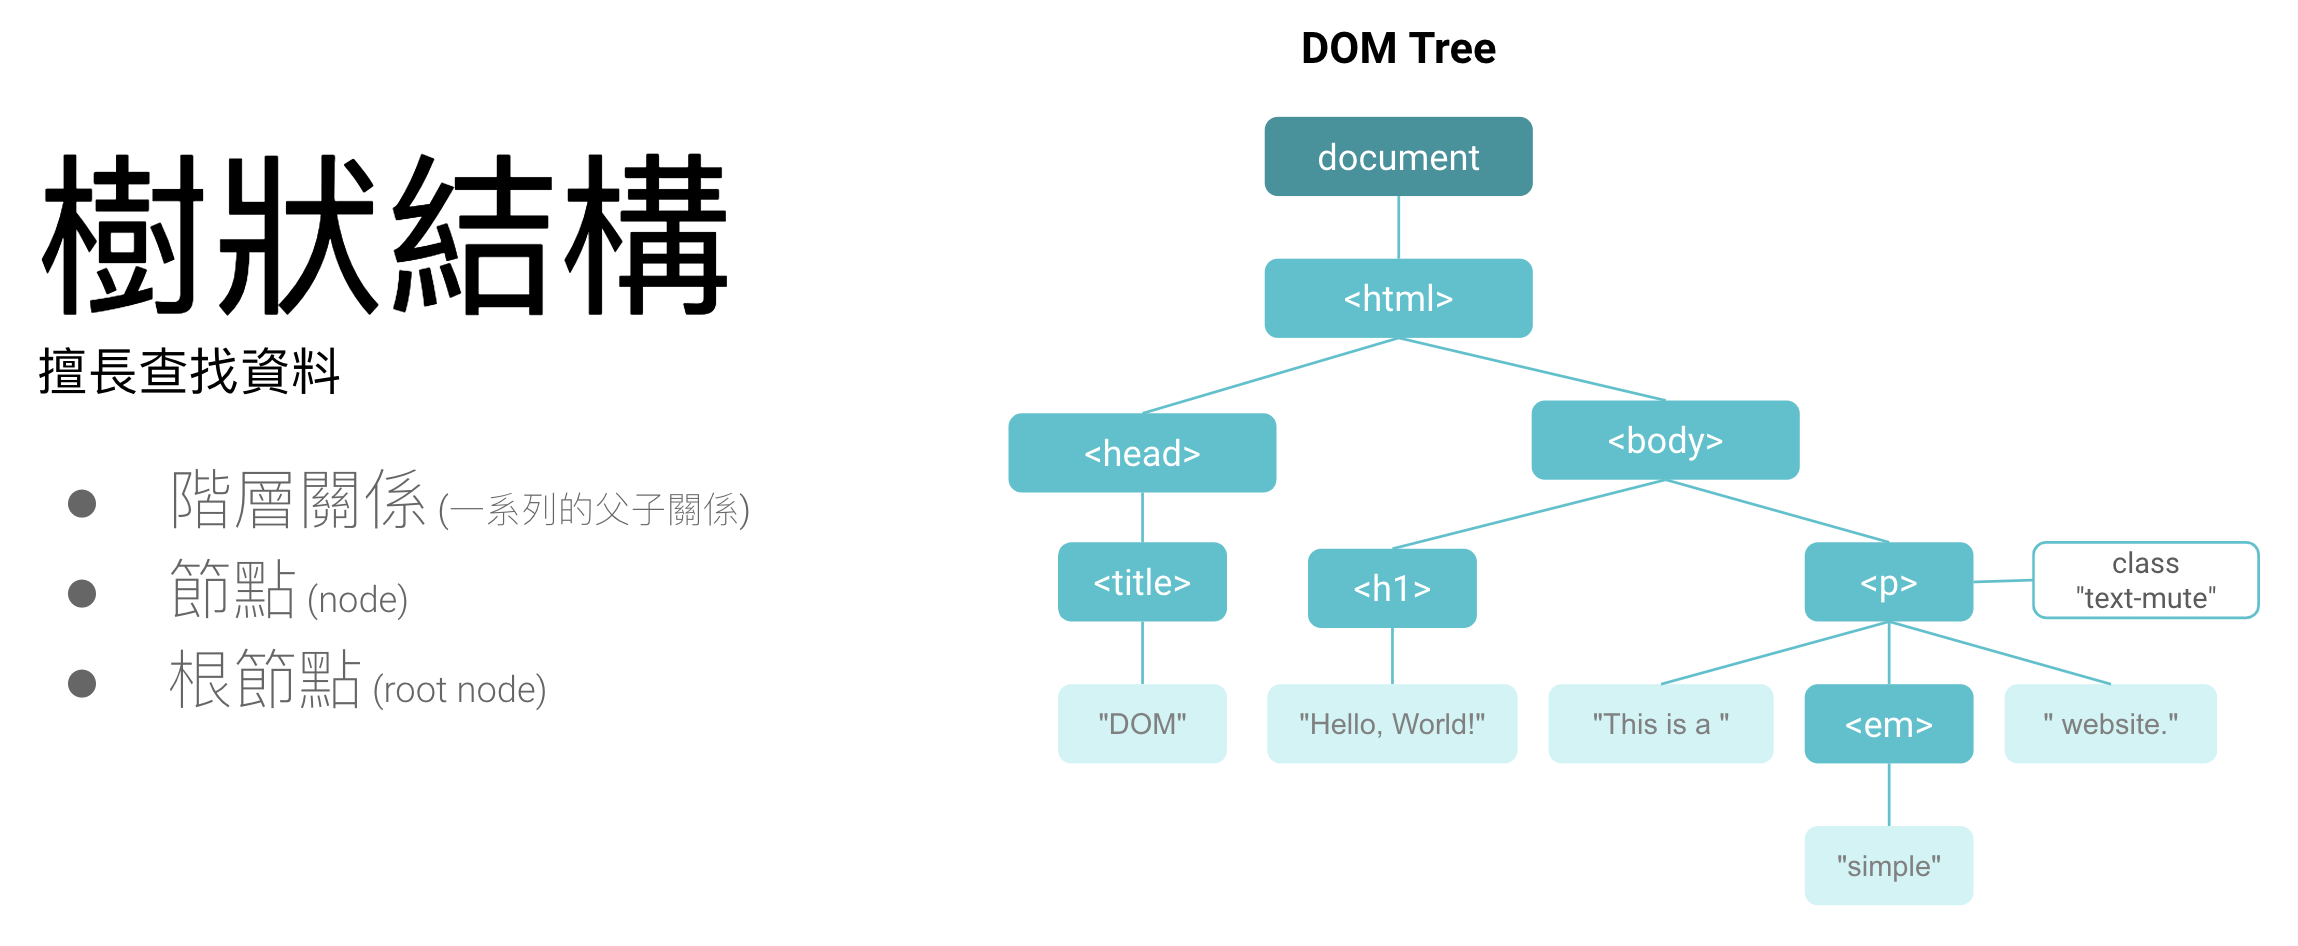 樹狀結構
擅長查找資料
● 階層關係 (一系列的父子關係)
● 節點 (node)
● 根節點 (root node)
DOM Tree
document
<html>
<head>
<body>
<title>
<h1>
<p>
class
"text-mute"
"DOM"
"Hello, World!"
"This is a "
<em>
" website."
"simple"